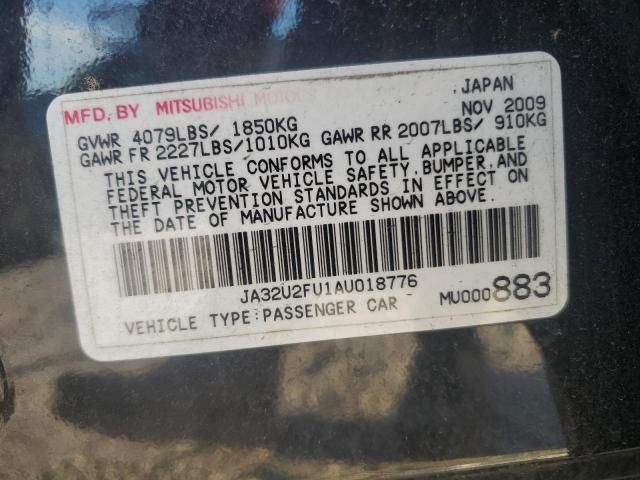 MFD. BY MITSUBISHI MOTORS JAPAN
NOV 2009
GVWR 4079LBS/ 1850KG
GAWR FR 2227LBS/1010KG GAWR RR 2007LBS/ 910KG
THIS VEHICLE CONFORMS TO ALL APPLICABLE
FEDERAL MOTOR VEHICLE SAFETY, BUMPER, AND
THEFT PREVENTION STANDARDS IN EFFECT ON
THE DATE OF MANUFACTURE SHOWN ABOVE.
JA32U2FU1AU018776
VEHICLE TYPE:PASSENGER CAR MU000883